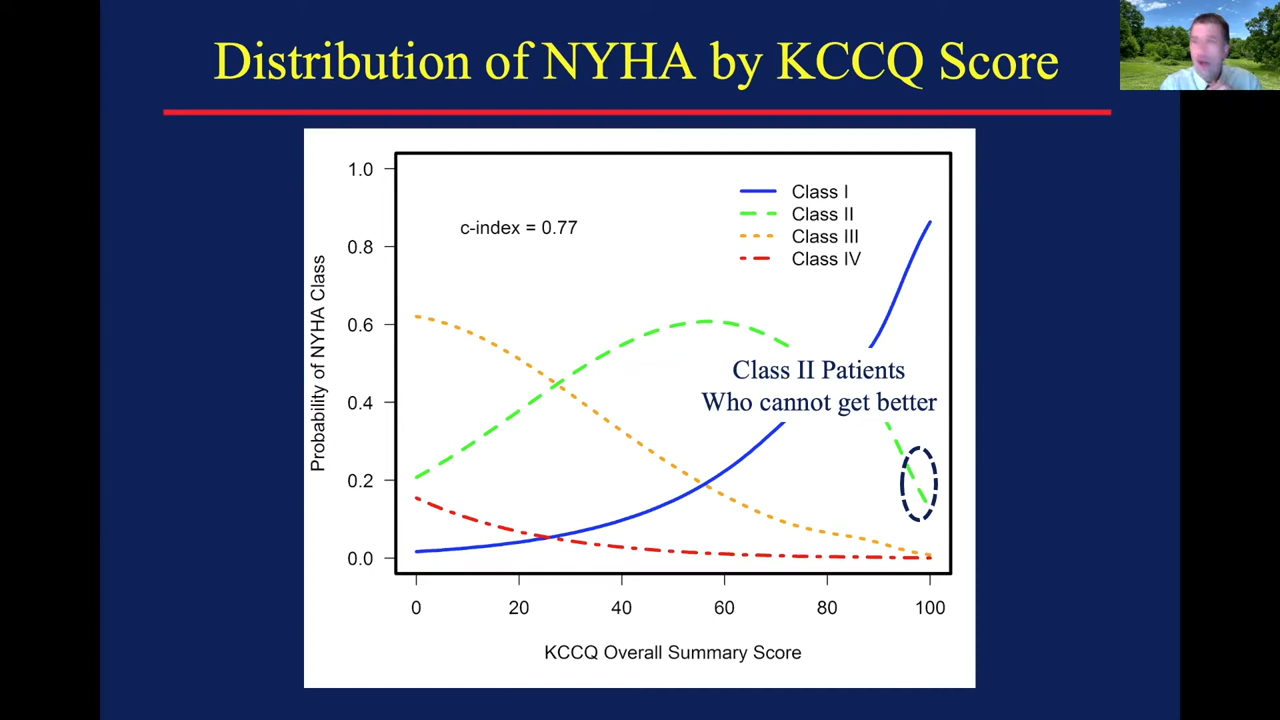 Distribution of NYHA by KCCQ Score
1.0
0.8
0.6
0.4
0.2
0.0
Probability of NYHA Class
c-index = 0.77
Class I
Class II
Class III
Class IV
Class II Patients
Who cannot get better
0 20 40 60 80 100
KCCQ Overall Summary Score